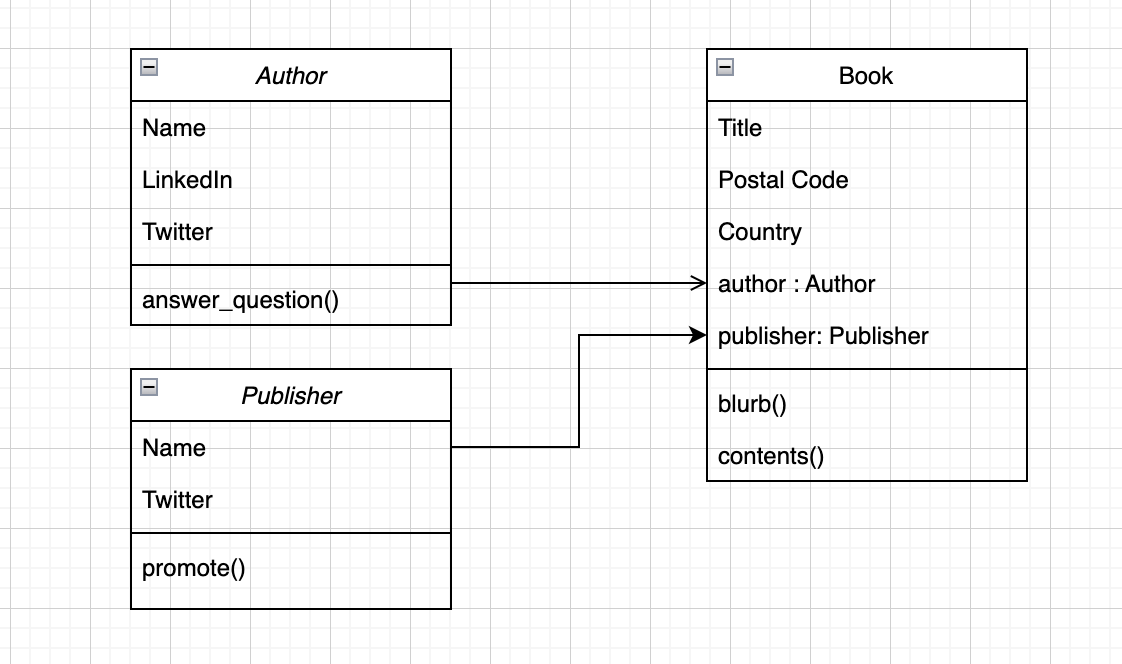 Author
Name
LinkedIn
Twitter
answer_question()
Publisher
Name
Twitter
promote()
Book
Title
Postal Code
Country
author : Author
publisher: Publisher
blurb()
contents()